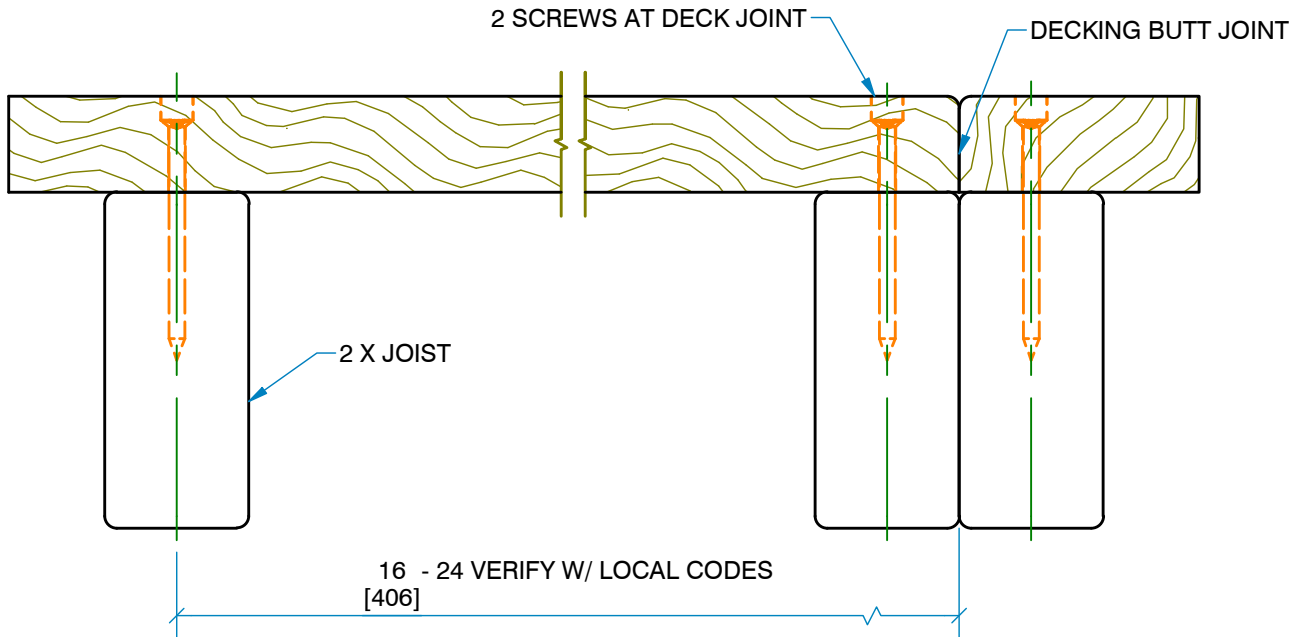 2 SCREWS AT DECK JOINT
DECKING BUTT JOINT
2 X JOIST
16 - 24 VERIFY W/ LOCAL CODES
[406]